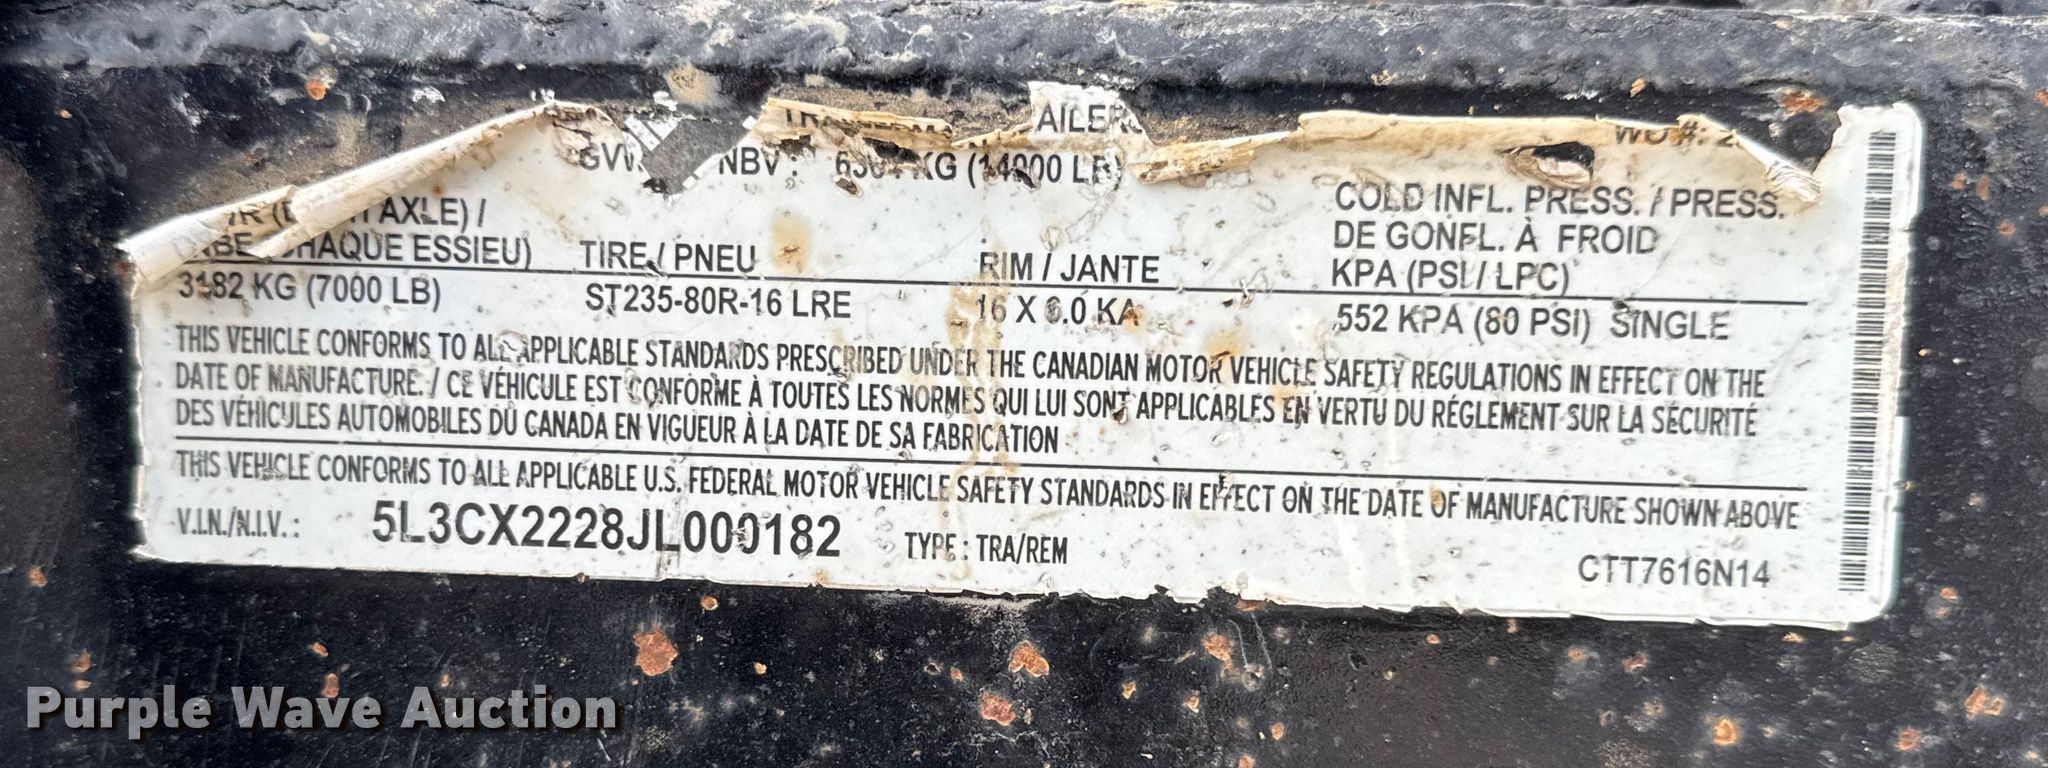 AILERS
WO #:
NBV : KG (14000 LB)
AXLE) /
COLD INFL. PRESS. / PRESS.
DE GONFL. À FROID
KPA (PSI / LPC)
CHAQUE ESSIEU) TIRE / PNEU RIM / JANTE
3182 KG (7000 LB) ST235-80R-16 LRE 16 X 6.0 KA 552 KPA (80 PSI) SINGLE
THIS VEHICLE CONFORMS TO ALL APPLICABLE STANDARDS PRESCRIBED UNDER THE CANADIAN MOTOR VEHICLE SAFETY REGULATIONS IN EFFECT ON THE
DATE OF MANUFACTURE. / CE VÉHICULE EST CONFORME À TOUTES LES NORMES QUI LUI SONT APPLICABLES EN VERTU DU RÉGLEMENT SUR LA SÉCURITÉ
DES VÉHICULES AUTOMOBILES DU CANADA EN VIGUEUR À LA DATE DE SA FABRICATION
THIS VEHICLE CONFORMS TO ALL APPLICABLE U.S. FEDERAL MOTOR VEHICLE SAFETY STANDARDS IN EFFECT ON THE DATE OF MANUFACTURE SHOWN ABOVE
V.I.N./N.I.V. : 5L3CX2228JL000182 TYPE : TRA/REM CTT7616N14
Purple Wave Auction